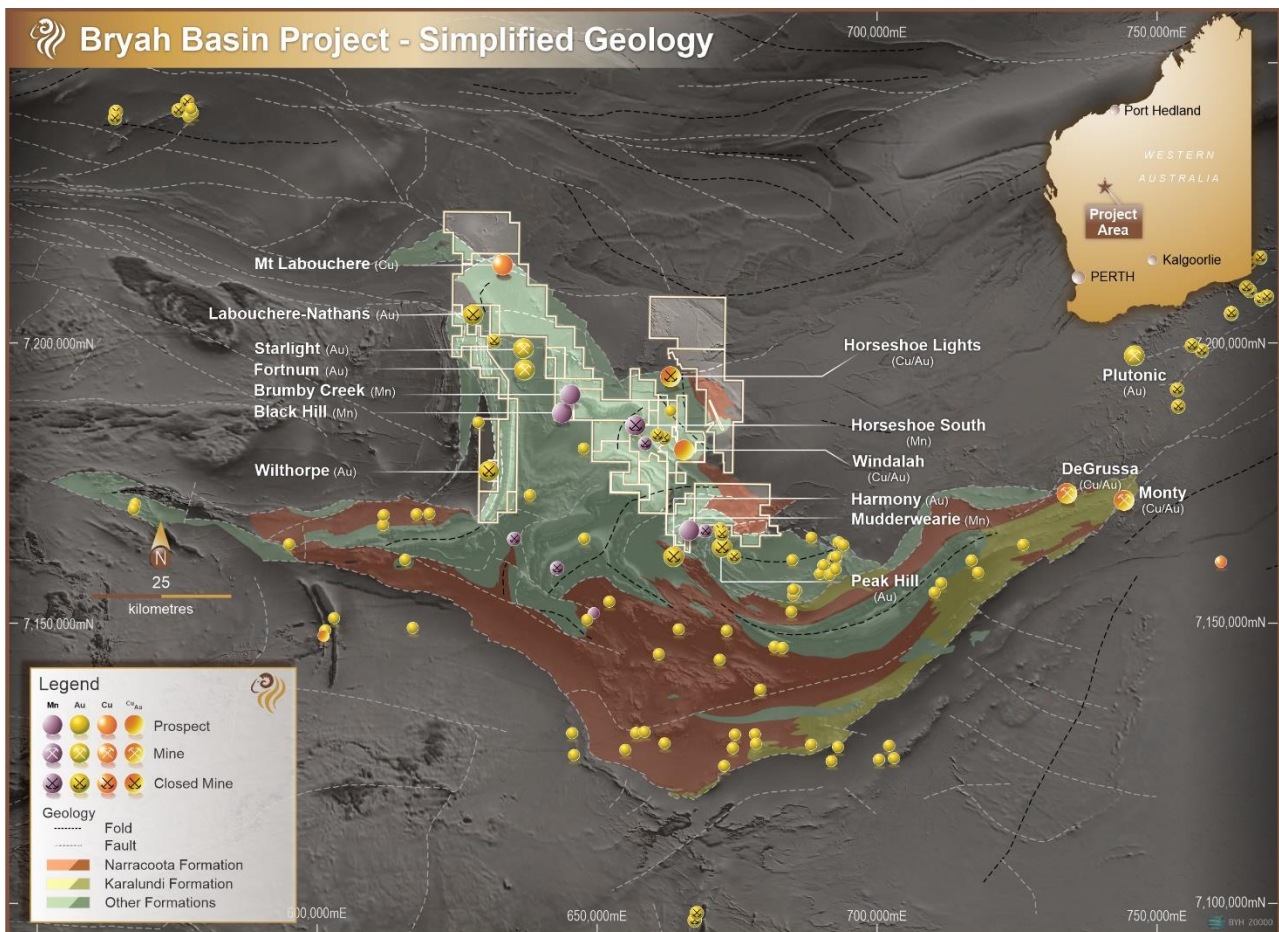 Bryah Basin Project - Simplified Geology
700,000mE
750,000mE
Port Hedland
WESTERN
AUSTRALIA
Project
Area
Kalgoorlie
PERTH
Mt Labouchere (Cu)
Labouchere-Nathans (Au)
7,200,000mN
Starlight (Au)
Fortnum (Au)
Brumby Creek (Mn)
Black Hill (Mn)
Wilthorpe (Au)
Horseshoe Lights
(Cu/Au)
7,200,000mN
Plutonic
(Au)
Horseshoe South
(Mn)
Windalah
(Cu/Au)
Harmony (Au)
Mudderwearie (Mn)
DeGrussa
(Cu/Au)
Monty
(Cu/Au)
Peak Hill
(Au)
N
25
kilometres
7,150,000mN
7,150,000mN
Legend
Mn Au Cu Cu Au
Prospect
Mine
Closed Mine
Geology
Fold
Fault
Narracoota Formation
Karalundi Formation
Other Formations
600,000mE
650,000mE
700,000mE
750,000mE
7,100,000mN
BYH 20000